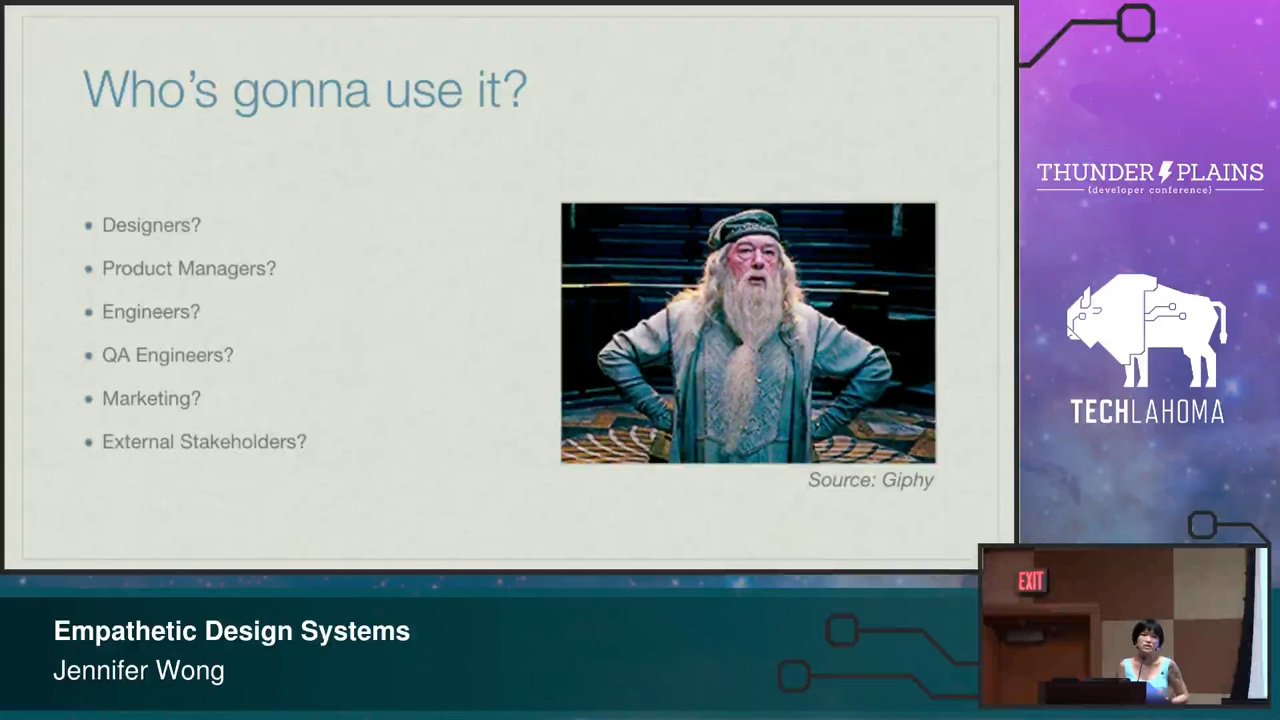 Who's gonna use it?
Designers?
Product Managers?
Engineers?
QA Engineers?
Marketing?
External Stakeholders?
Source: Giphy
THUNDER PLAINS
{developer conference}
TECHLAHOMA
EXIT
Empathetic Design Systems
Jennifer Wong